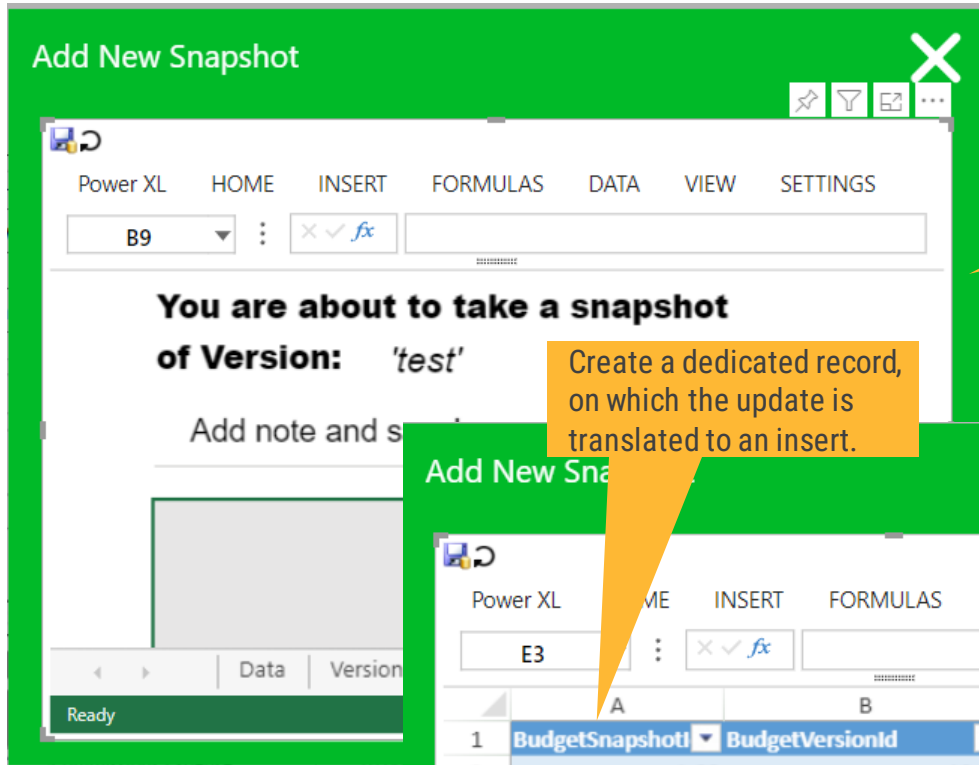 Add New Snapshot
Power XL HOME INSERT FORMULAS DATA VIEW SETTINGS
B9 fx
You are about to take a snapshot
of Version: 'test'
Create a dedicated record,
on which the update is
translated to an insert.
Add note and s
Add New Sna
Power XL ME INSERT FORMULAS
E3 fx
Data Version
Ready
A B
1 BudgetSnapshotI BudgetVersionId